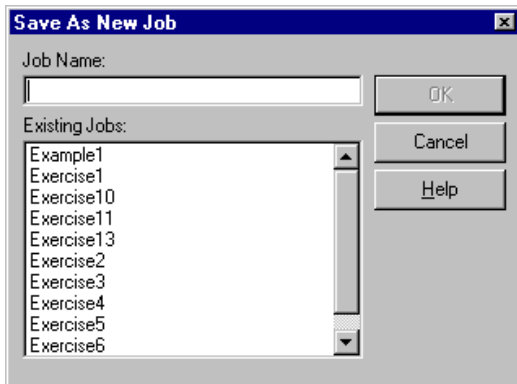 Save As New Job
Job Name:
OK
Existing Jobs:
Cancel
Example1
Exercise1
Help
Exercise10
Exercise11
Exercise13
Exercise2
Exercise3
Exercise4
Exercise5
Exercise6